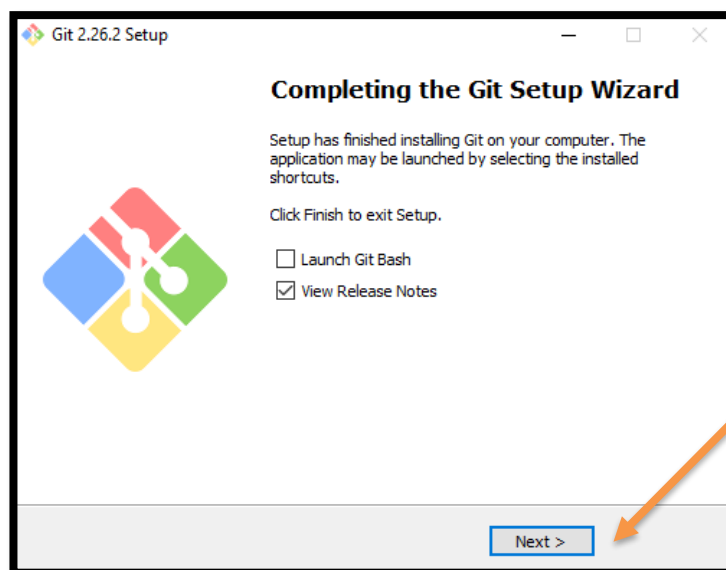 Git 2.26.2 Setup
Completing the Git Setup Wizard
Setup has finished installing Git on your computer. The
application may be launched by selecting the installed
shortcuts.
Click Finish to exit Setup.
Launch Git Bash
View Release Notes
Next >